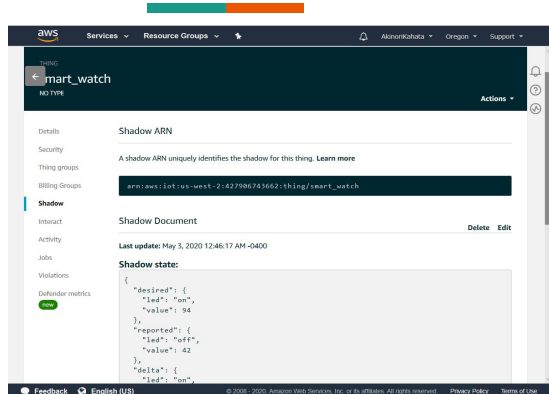 aws Services Resource Groups AkinonKahata Oregon Support
THING
smart_watch
NO TYPE
Actions
Details
Security
Thing groups
Billing Groups
Shadow
Interact
Activity
Jobs
Violations
Defender metrics
new
Shadow ARN
A shadow ARN uniquely identifies the shadow for this thing. Learn more
arn:aws:iot:us-west-2:427906743662:thing/smart_watch
Shadow Document
Delete Edit
Last update: May 3, 2020 12:46:17 AM -0400
Shadow state:
{
"desired": {
"led": "on",
"value": 94
},
"reported": {
"led": "off",
"value": 42
},
"delta": {
"led": "on",
Feedback English (US) © 2008 - 2020, Amazon Web Services, Inc. or its affiliates. All rights reserved. Privacy Policy Terms of Use